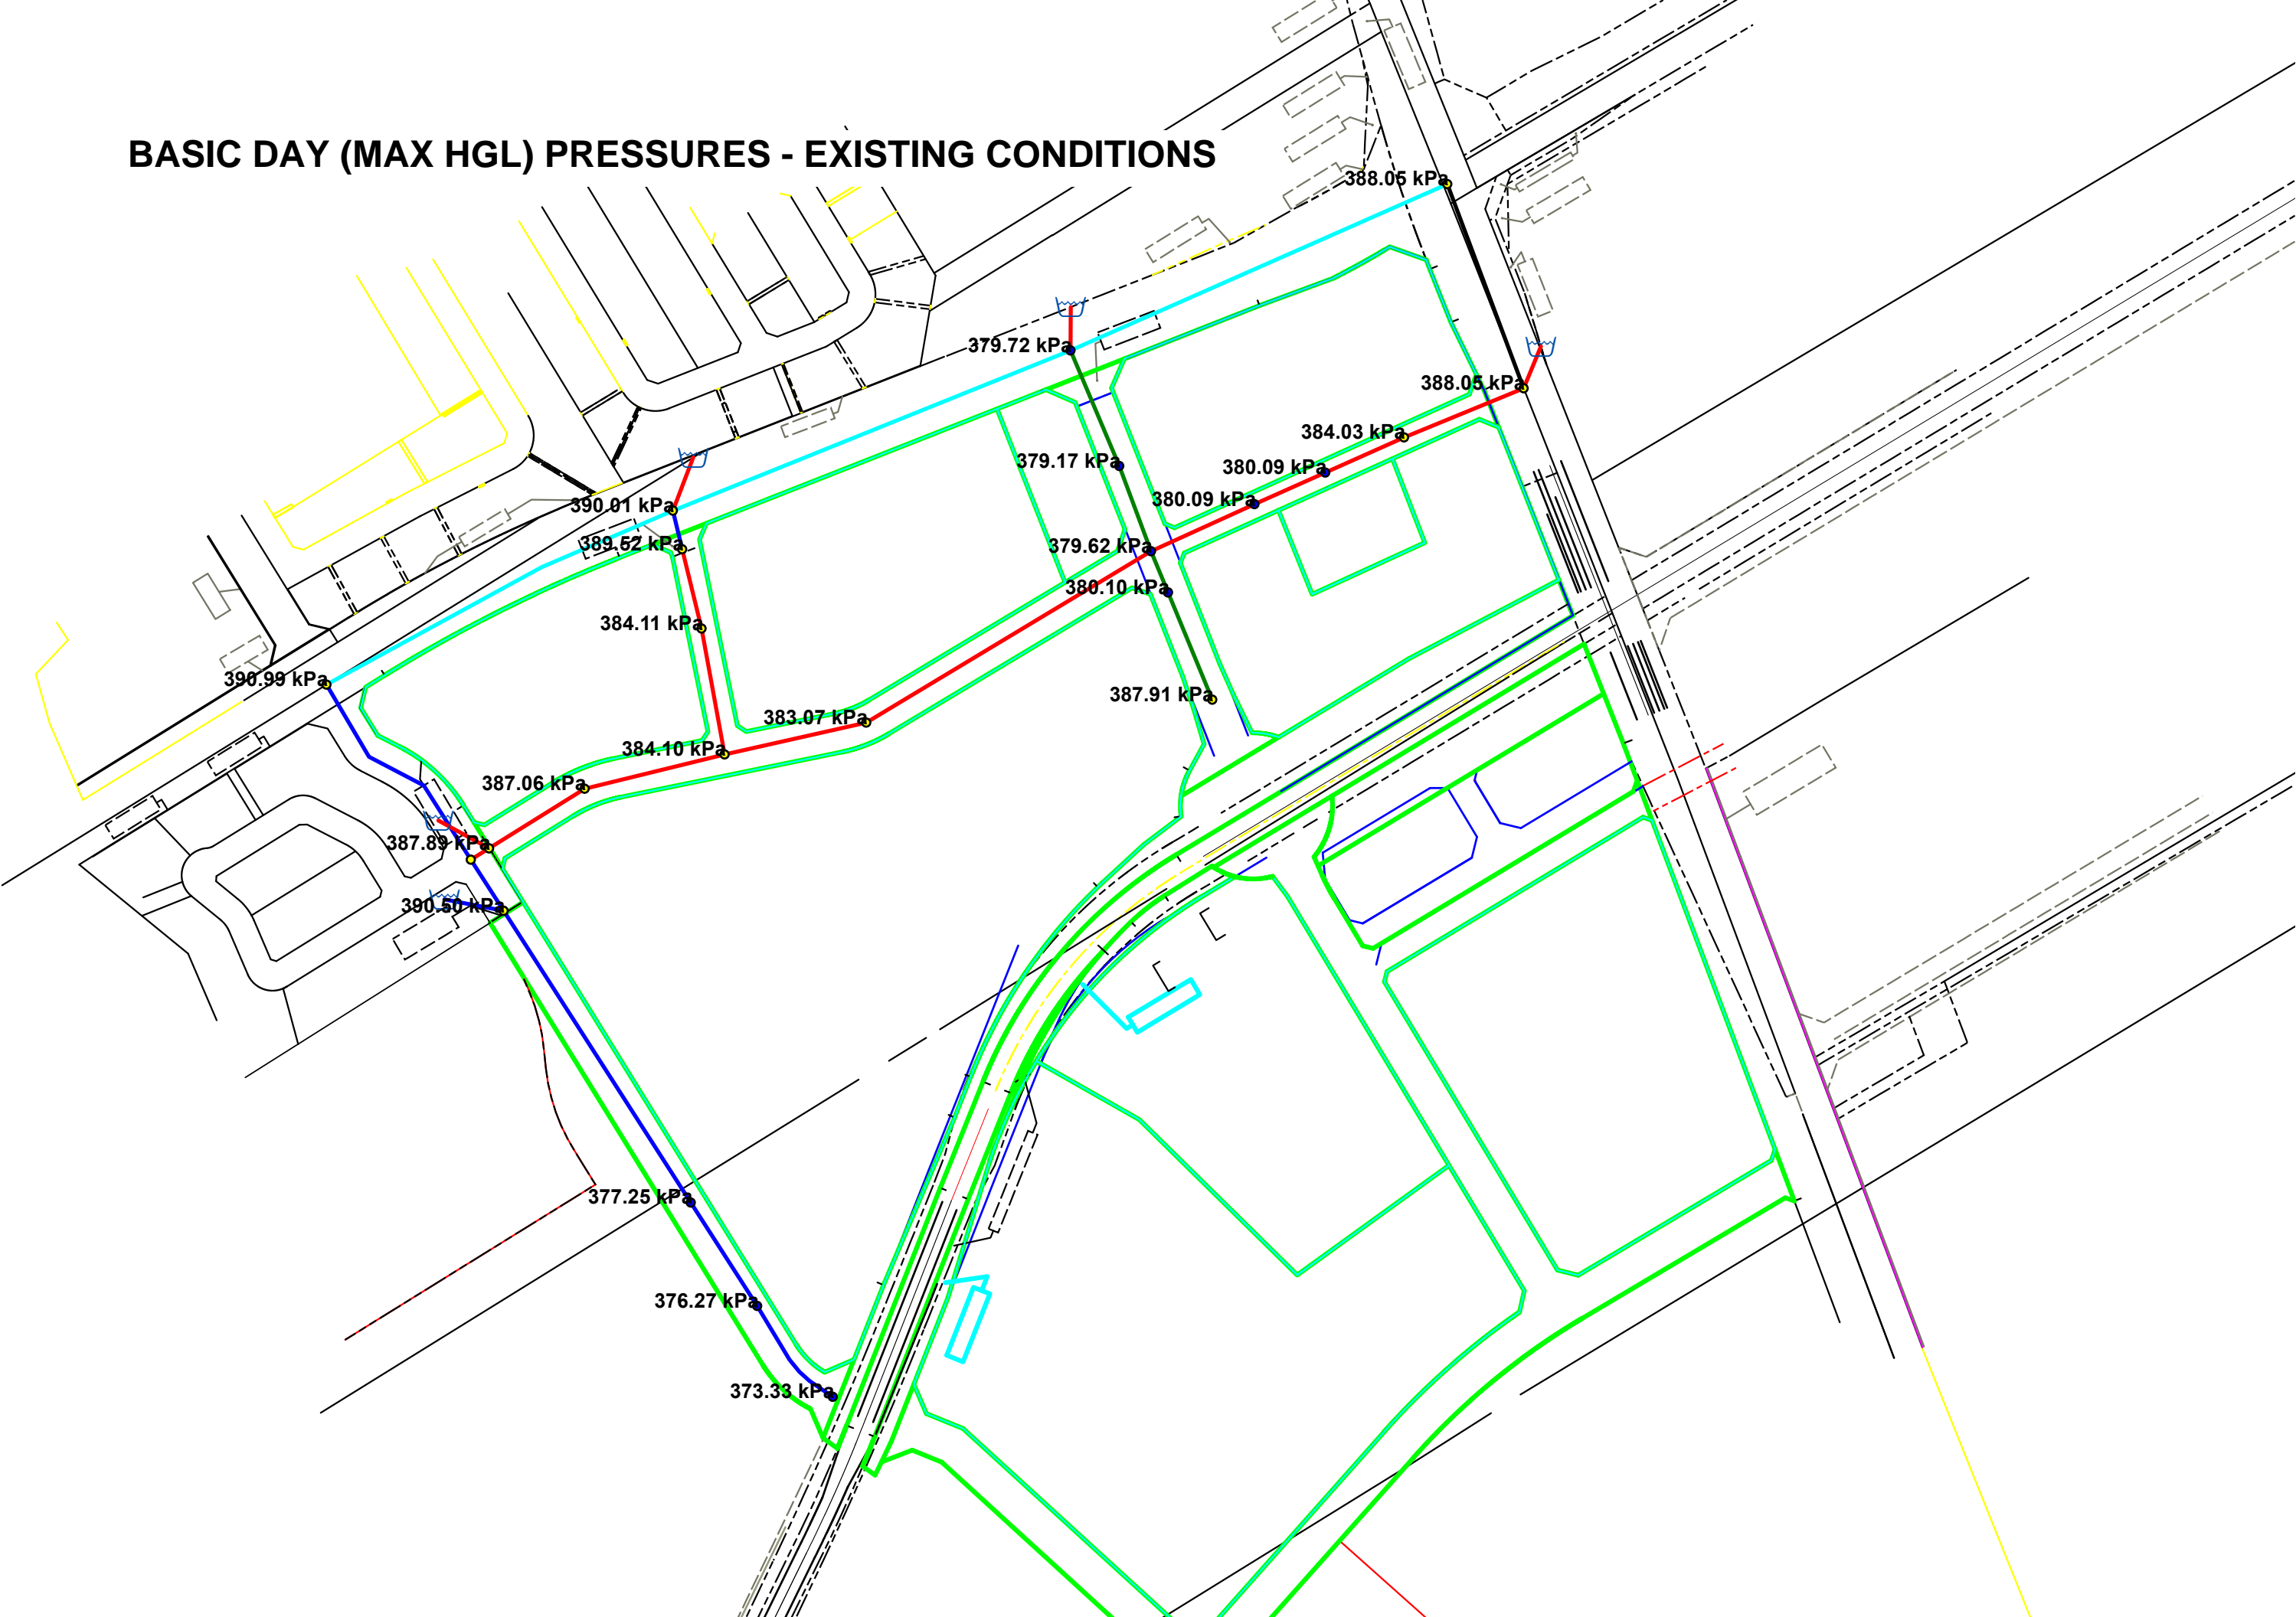 BASIC DAY (MAX HGL) PRESSURES - EXISTING CONDITIONS
388.05 kPa
379.72 kPa
388.05 kPa
384.03 kPa
379.17 kPa
380.09 kPa
380.09 kPa
390.01 kPa
389.52 kPa
379.62 kPa
380.10 kPa
384.11 kPa
390.99 kPa
387.91 kPa
383.07 kPa
384.10 kPa
387.06 kPa
387.89 kPa
390.50 kPa
377.25 kPa
376.27 kPa
373.33 kPa